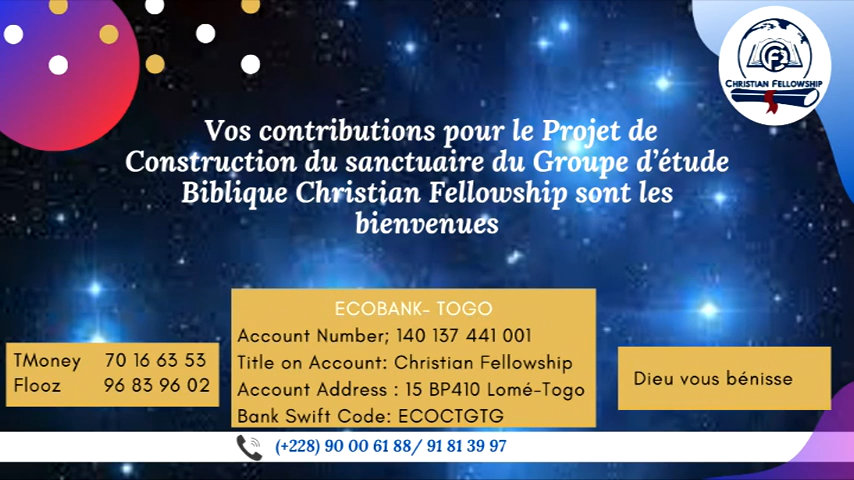 CHRISTIAN FELLOWSHIP
Vos contributions pour le Projet de
Construction du sanctuaire du Groupe d'étude
Biblique Christian Fellowship sont les
bienvenues
ECOBANK- TOGO
Account Number; 140 137 441 001
Title on Account: Christian Fellowship
Account Address : 15 BP410 Lomé-Togo
Bank Swift Code: ECOCTGTG
TMoney 70 16 63 53
Flooz 96 83 96 02
Dieu vous bénisse
(+228) 90 00 61 88/ 91 81 39 97